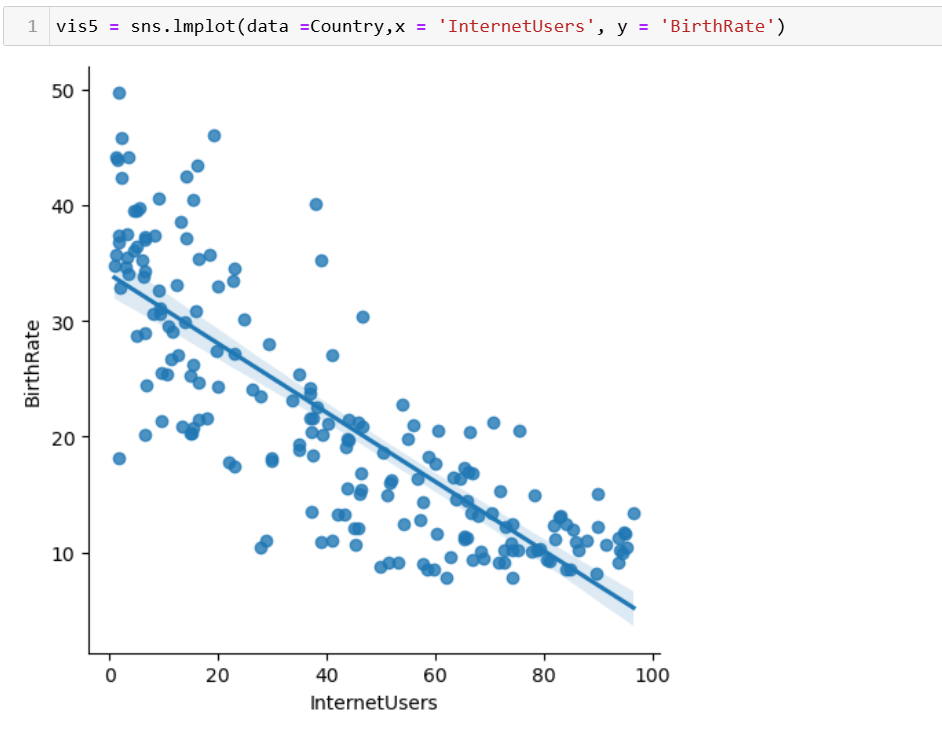 1 vis5 = sns.lmplot(data =Country,x = 'InternetUsers', y = 'BirthRate')
50
40
30
20
10
BirthRate
0 20 40 60 80 100
InternetUsers